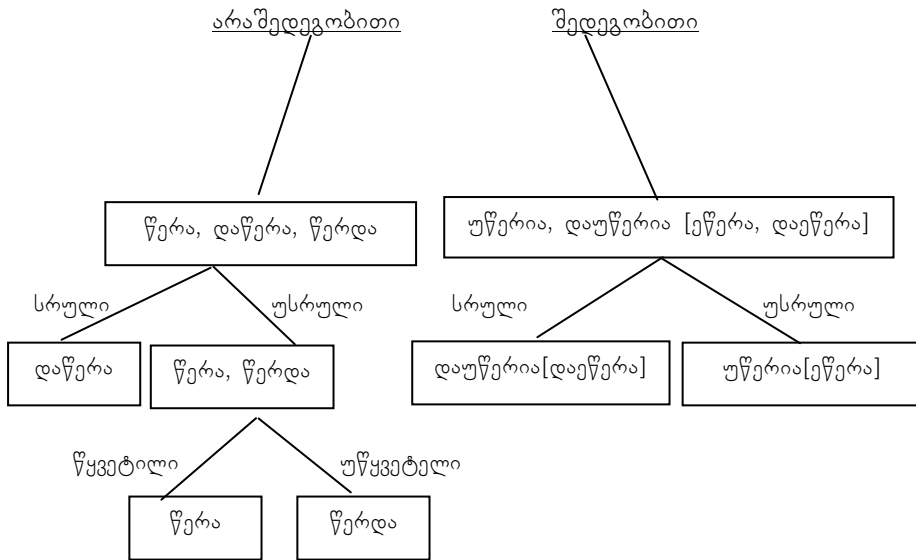 არაშედეგობითი შედეგობითი
წერა, დაწერა, წერდა უწერია, დაუწერია [ეწერა, დაეწერა]
სრული უსრული სრული უსრული
დაწერა წერა, წერდა დაუწერია[დაეწერა] უწერია[ეწერა]
წყვეტილი უწყვეტელი
წერა წერდა